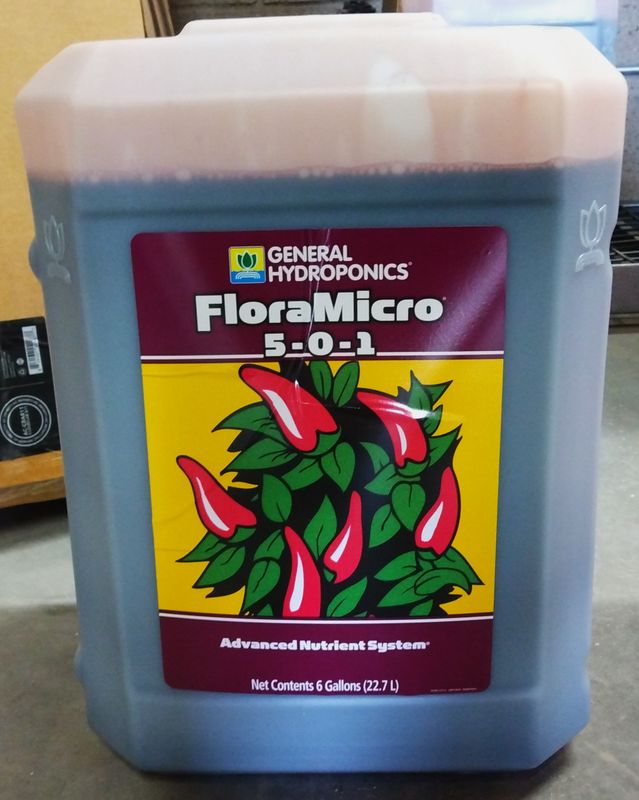 GENERAL
HYDROPONICS®
FloraMicro®
5-0-1
Advanced Nutrient System®
Net Contents 6 Gallons (22.7 L)